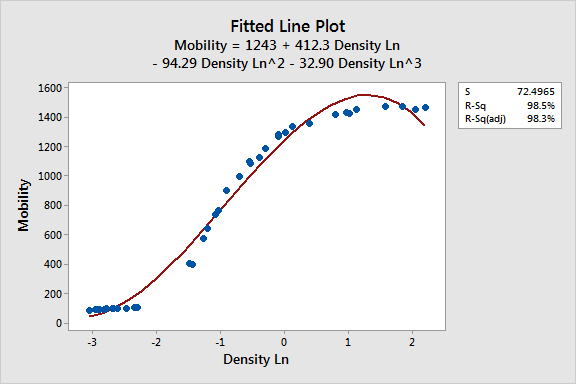 Fitted Line Plot
Mobility = 1243 + 412.3 Density Ln
- 94.29 Density Ln^2 - 32.90 Density Ln^3
S 72.4965
R-Sq 98.5%
R-Sq(adj) 98.3%
Mobility
1600
1400
1200
1000
800
600
400
200
0
-3 -2 -1 0 1 2
Density Ln